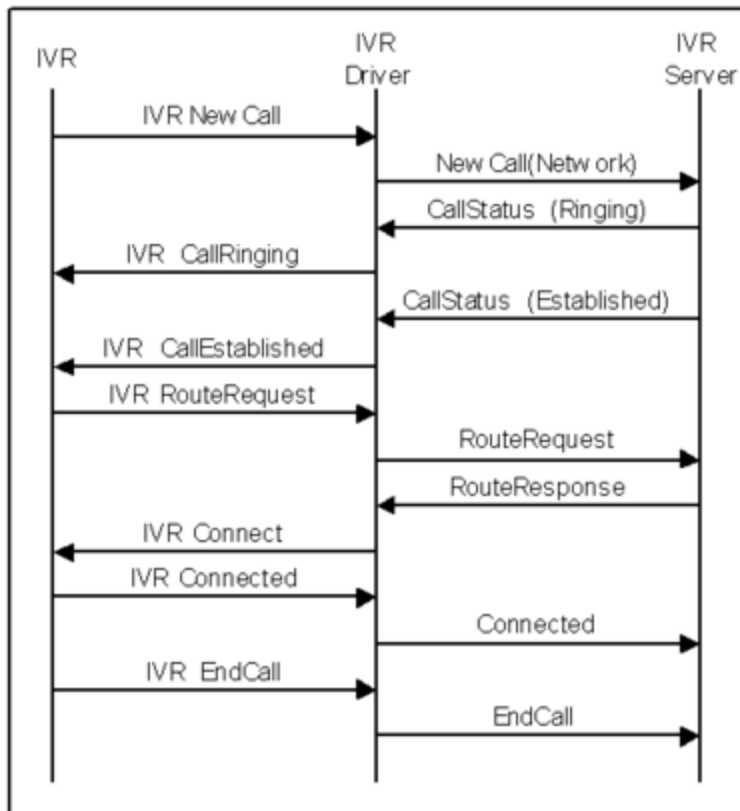 IVR
IVR
Driver
IVR
Server
IVR New Call
New Call(Netw ork)
CallStatus (Ringing)
IVR CallRinging
CallStatus (Established)
IVR CallEstablished
IVR RouteRequest
RouteRequest
RouteResponse
IVR Connect
IVR Connected
Connected
IVR EndCall
EndCall